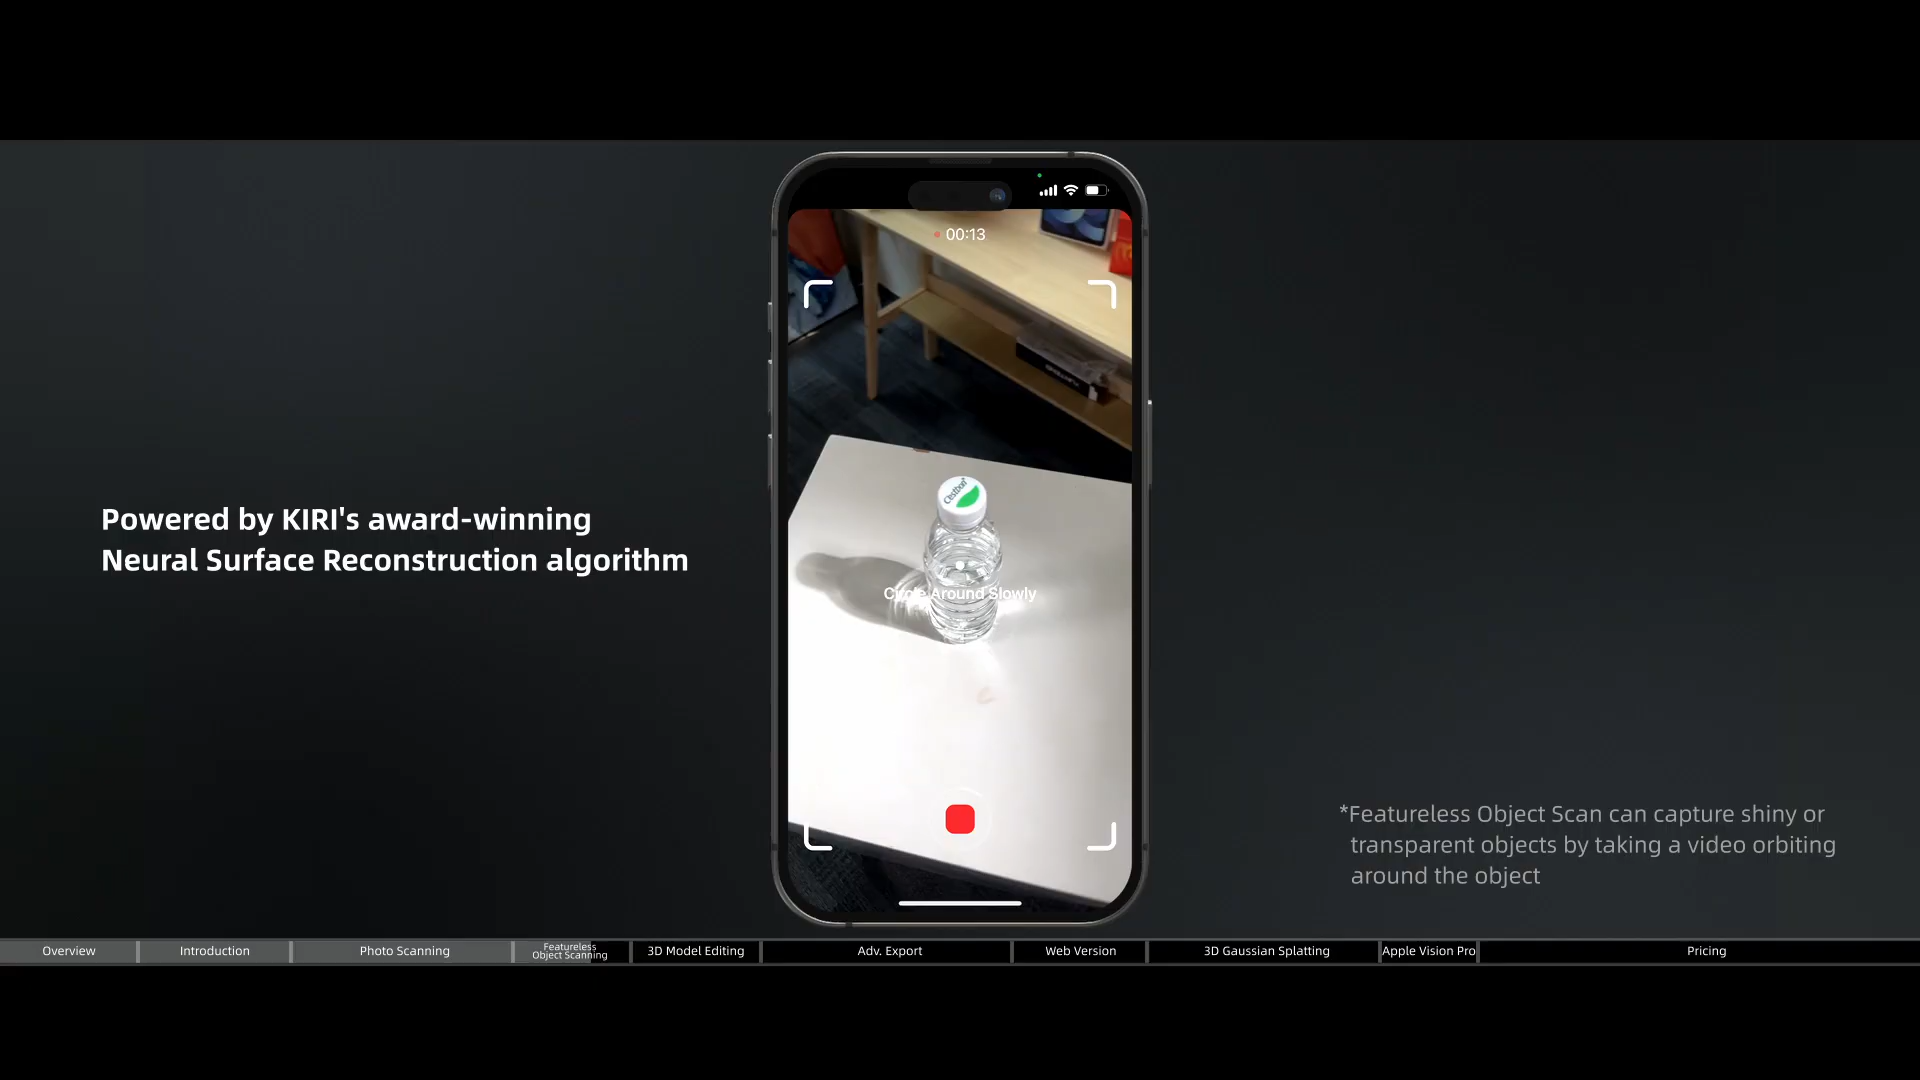 00:13
C'estbon
Powered by KIRI's award-winning
Neural Surface Reconstruction algorithm
Circle Around Slowly
*Featureless Object Scan can capture shiny or
transparent objects by taking a video orbiting
around the object
Overview
Introduction
Photo Scanning
Featureless
Object Scanning
3D Model Editing
Adv. Export
Web Version
3D Gaussian Splatting
Apple Vision Pro
Pricing